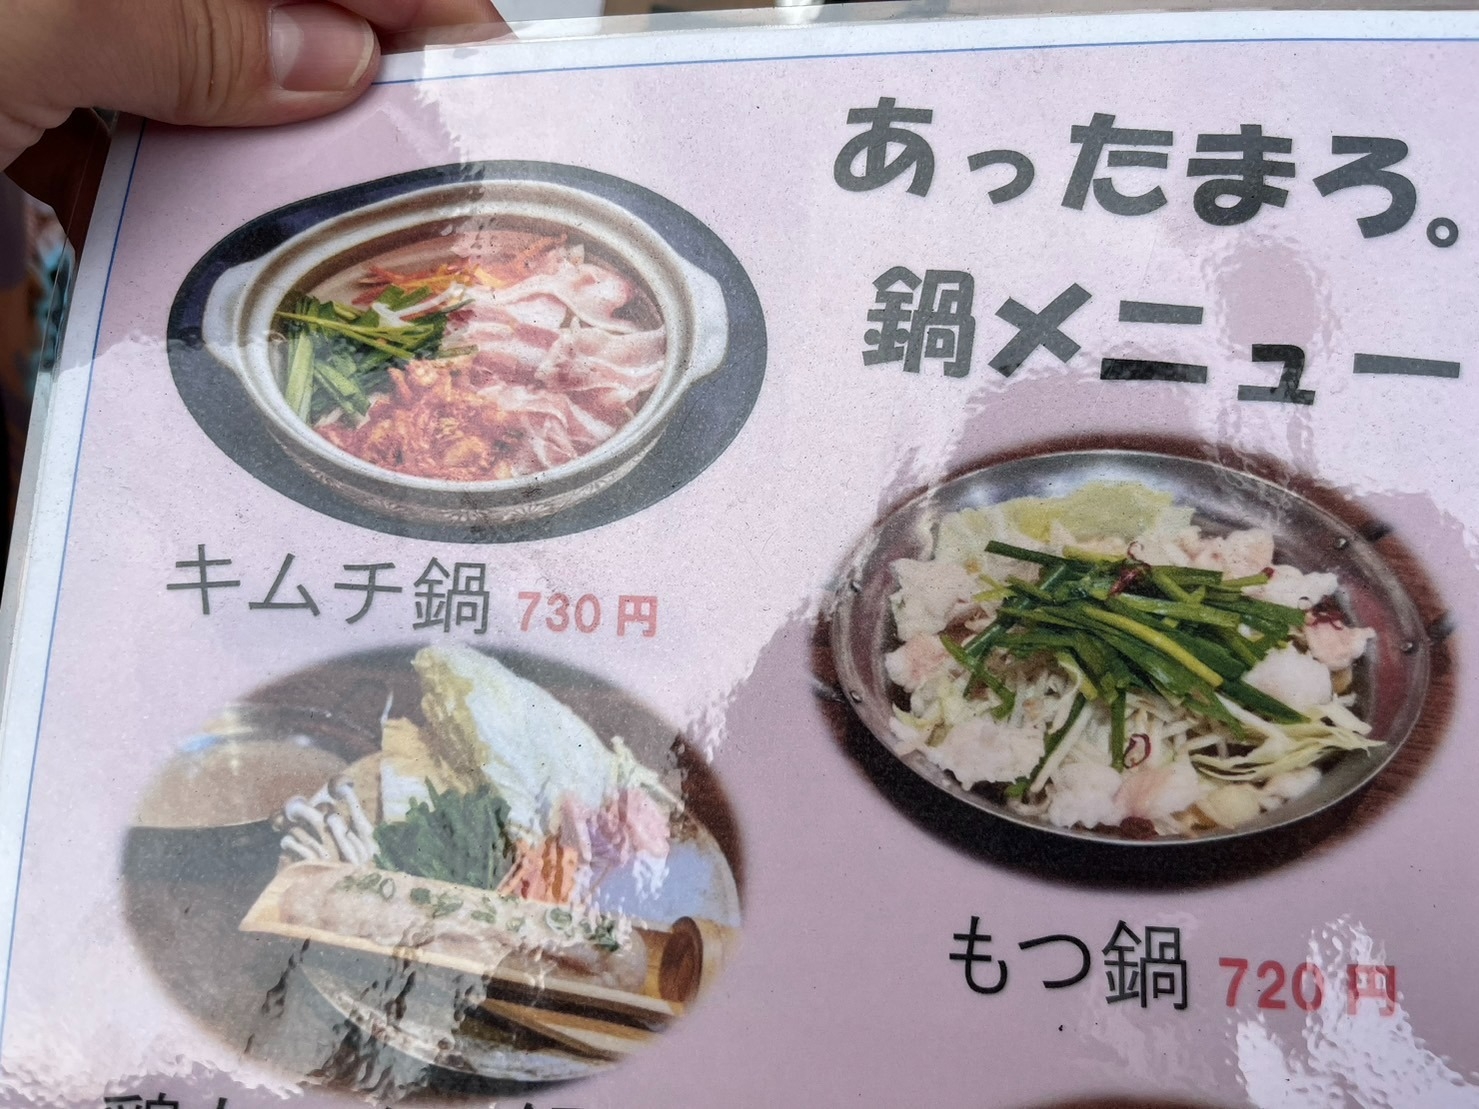 あったまろ。
鍋メニュー
キムチ鍋 730円
もつ鍋 720円